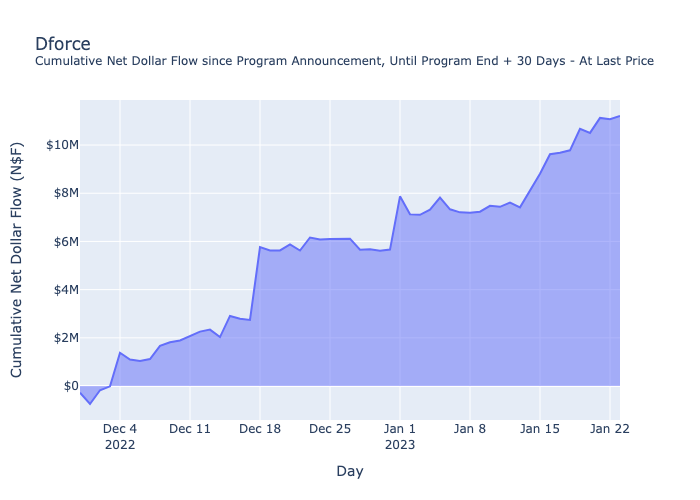 Dforce
Cumulative Net Dollar Flow since Program Announcement, Until Program End + 30 Days - At Last Price
Cumulative Net Dollar Flow (N$F)
$10M
$8M
$6M
$4M
$2M
$0
Dec 4
2022
Dec 11
Dec 18
Dec 25
Jan 1
2023
Jan 8
Jan 15
Jan 22
Day